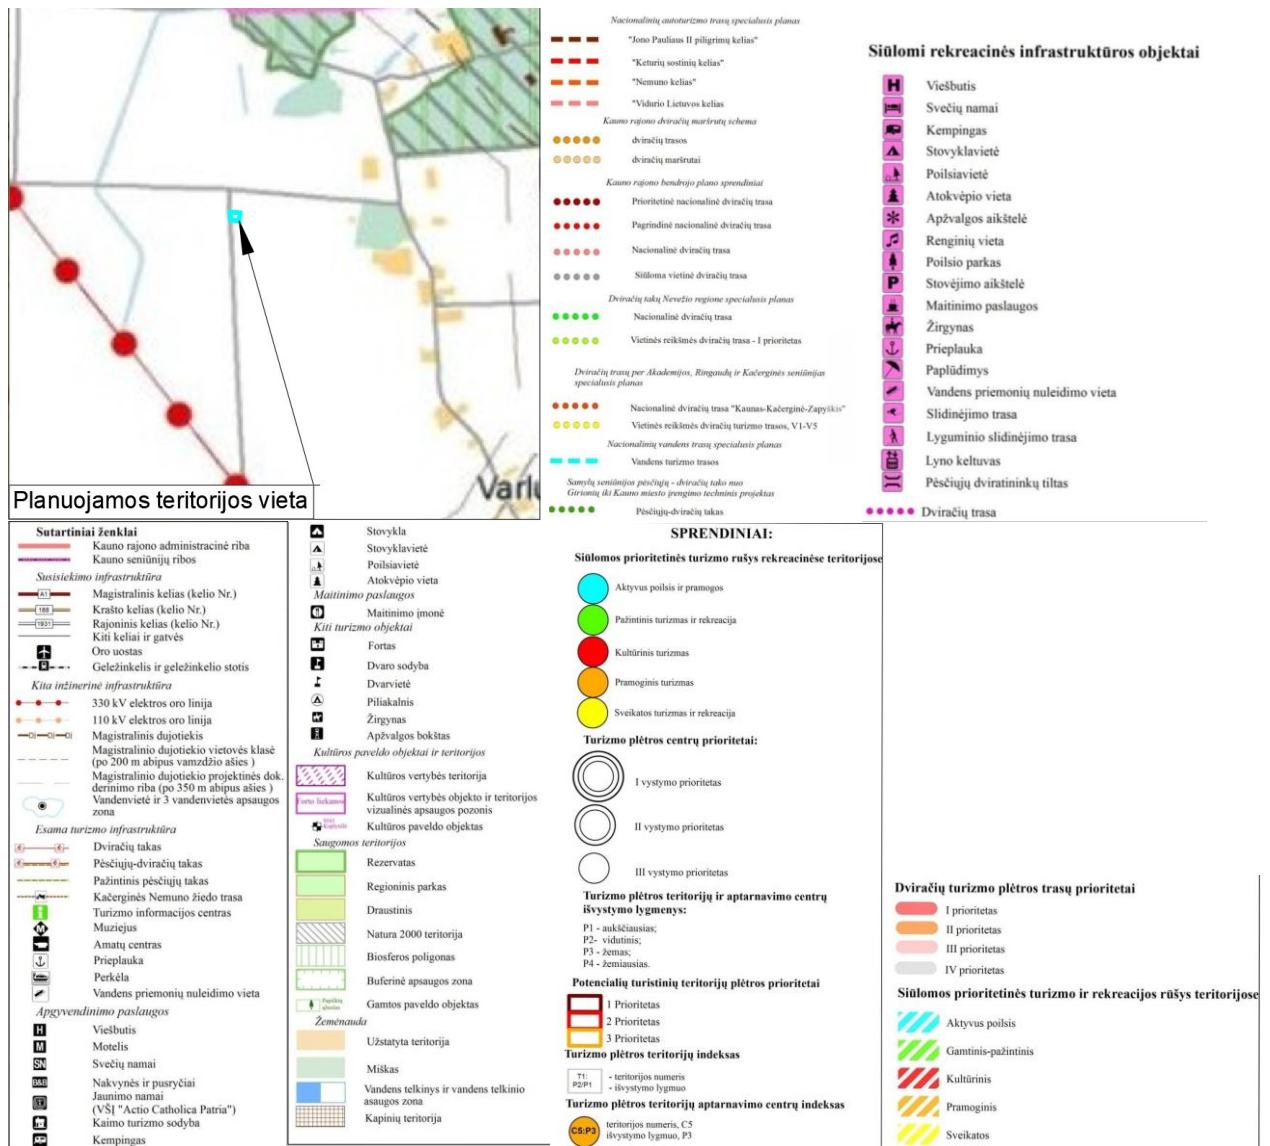 Varlu
Planuojamos teritorijos vieta
Nacionalinių autoturizmo trasų specialusis planas
"Jono Pauliaus II piligrimų kelias"
"Keturių sostinių kelias"
"Nemuno kelias"
"Vidurio Lietuvos kelias
Kauno rajono dviračių maršrutų schema
dviračių trasos
dviračių maršrutai
Kauno rajono bendrojo plano sprendiniai
Prioritetinė nacionalinė dviračių trasa
Pagrindinė nacionalinė dviračių trasa
Nacionalinė dviračių trasa
Siūloma vietinė dviračių trasa
Dviračių takų Nevėžio regione specialusis planas
Nacionalinė dviračių trasa
Vietinės reikšmės dviračių trasa - I prioritetas
Dviračių trasų per Akademijos, Ringaudų ir Kačerginės seniūnijas
specialusis planas
Nacionalinė dviračių trasa "Kaunas-Kačerginė-Zapyškis"
Vietinės reikšmės dviračių turizmo trasos, V1-V5
Nacionalinių vandens trasų specialusis planas
Vandens turizmo trasos
Samylų seniūnijos pėsčiųjų - dviračių tako nuo
Girionių iki Kauno miesto įrengimo techninis projektas
Pėsčiųjų-dviračių takas
Siūlomi rekreacinės infrastruktūros objektai
H Viešbutis
Svečių namai
Kempingas
Stovyklavietė
Poilsiavietė
Atokvėpio vieta
Apžvalgos aikštelė
Renginių vieta
Poilsio parkas
P Stovėjimo aikštelė
Maitinimo paslaugos
Žirgynas
Prieplauka
Paplūdimys
Vandens priemonių nuleidimo vieta
Slidinėjimo trasa
Lyguminio slidinėjimo trasa
Lyno keltuvas
Pėsčiųjų dviratininkų tiltas
Dviračių trasa
Sutartiniai ženklai
Kauno rajono administracinė riba
Kauno seniūnijų ribos
Susisiekimo infrastruktūra
A1 Magistralinis kelias (kelio Nr.)
188 Krašto kelias (kelio Nr.)
1931 Rajoninis kelias (kelio Nr.)
Kiti keliai ir gatvės
Oro uostas
Geležinkelis ir geležinkelio stotis
Kita inžinerinė infrastruktūra
330 kV elektros oro linija
110 kV elektros oro linija
Magistralinis dujotiekis
Magistralinio dujotiekio vietovės klasė
(po 200 m abipus vamzdžio ašies )
Magistralinio dujotiekio projektinės dok.
derinimo riba (po 350 m abipus ašies )
Vandenvietė ir 3 vandenvietės apsaugos
zona
Esama turizmo infrastruktūra
Dviračių takas
Pėsčiųjų-dviračių takas
Pažintinis pėsčiųjų takas
Kačerginės Nemuno žiedo trasa
Turizmo informacijos centras
M Muziejus
Amatų centras
Prieplauka
Perkėla
Vandens priemonių nuleidimo vieta
Apgyvendinimo paslaugos
H Viešbutis
M Motelis
SN Svečių namai
B&B Nakvynės ir pusryčiai
Jaunimo namai
(VŠĮ "Actio Catholica Patria")
Kaimo turizmo sodyba
Kempingas
Stovykla
Stovyklavietė
Poilsiavietė
Atokvėpio vieta
Maitinimo paslaugos
Maitinimo įmonė
Kiti turizmo objektai
Fortas
Dvaro sodyba
Dvarvietė
Piliakalnis
Žirgynas
Apžvalgos bokštas
Kultūros paveldo objektai ir teritorijos
Kultūros vertybės teritorija
Forto liekanos Kultūros vertybės objekto ir teritorijos
vizualinės apsaugos pozonis
Kultūros paveldo objektas
Saugomos teritorijos
Rezervatas
Regioninis parkas
Draustinis
Natura 2000 teritorija
Biosferos poligonas
Buferinė apsaugos zona
Gamtos paveldo objektas
Žemėnauda
Užstatyta teritorija
Miškas
Vandens telkinys ir vandens telkinio
asaugos zona
Kapinių teritorija
SPRENDINIAI:
Siūlomos prioritetinės turizmo rušys rekreacinėse teritorijose
Aktyvus poilsis ir pramogos
Pažintinis turizmas ir rekreacija
Kultūrinis turizmas
Pramoginis turizmas
Sveikatos turizmas ir rekreacija
Turizmo plėtros centrų prioritetai:
I vystymo prioritetas
II vystymo prioritetas
III vystymo prioritetas
Turizmo plėtros teritorijų ir aptarnavimo centrų
išvystymo lygmenys:
P1 - aukščiausias;
P2- vidutinis;
P3 - žemas;
P4 - žemiausias.
Potencialių turistinių teritorijų plėtros prioritetai
1 Prioritetas
2 Prioritetas
3 Prioritetas
Turizmo plėtros teritorijų indeksas
T1: - teritorijos numeris
P2/P1 - išvystymo lygmuo
Turizmo plėtros teritorijų aptarnavimo centrų indeksas
C5:P3 teritorijos numeris, C5
išvystymo lygmuo, P3
Dviračių turizmo plėtros trasų prioritetai
I prioritetas
II prioritetas
III prioritetas
IV prioritetas
Siūlomos prioritetinės turizmo ir rekreacijos rūšys teritorijose
Aktyvus poilsis
Gamtinis-pažintinis
Kultūrinis
Pramoginis
Sveikatos